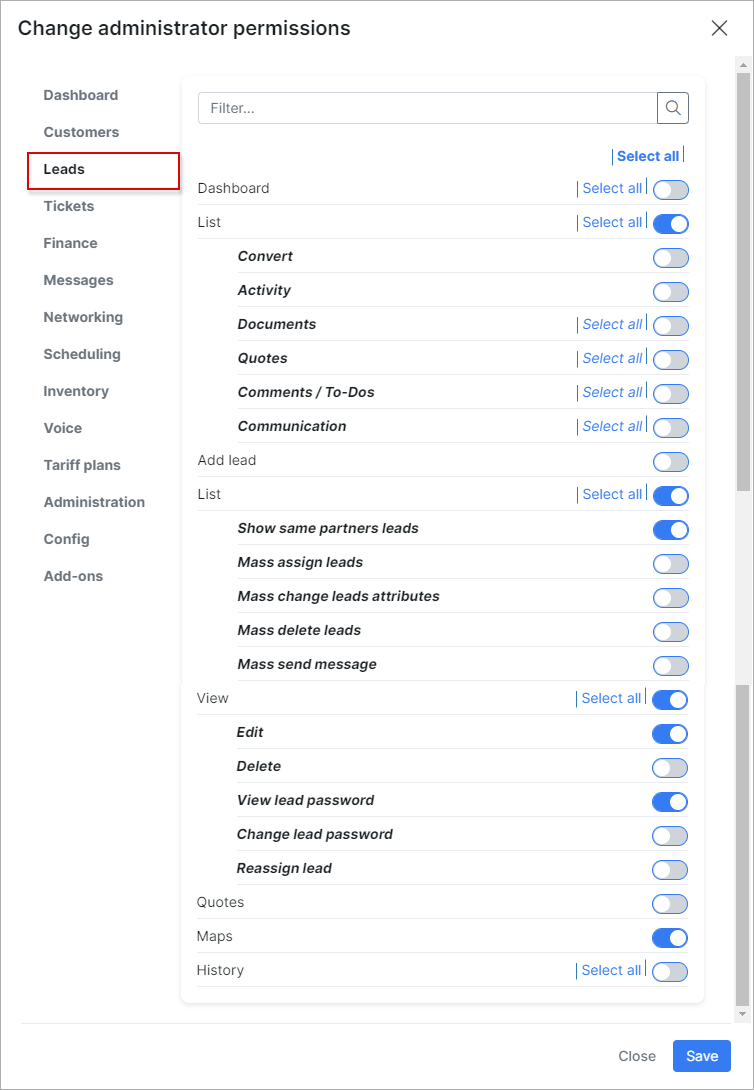 Change administrator permissions
Dashboard
Customers
Leads
Tickets
Finance
Messages
Networking
Scheduling
Inventory
Voice
Tariff plans
Administration
Config
Add-ons
Filter...
Select all
Dashboard Select all
List Select all
Convert
Activity
Documents Select all
Quotes Select all
Comments / To-Dos Select all
Communication Select all
Add lead
List Select all
Show same partners leads
Mass assign leads
Mass change leads attributes
Mass delete leads
Mass send message
View Select all
Edit
Delete
View lead password
Change lead password
Reassign lead
Quotes
Maps
History Select all
Close Save